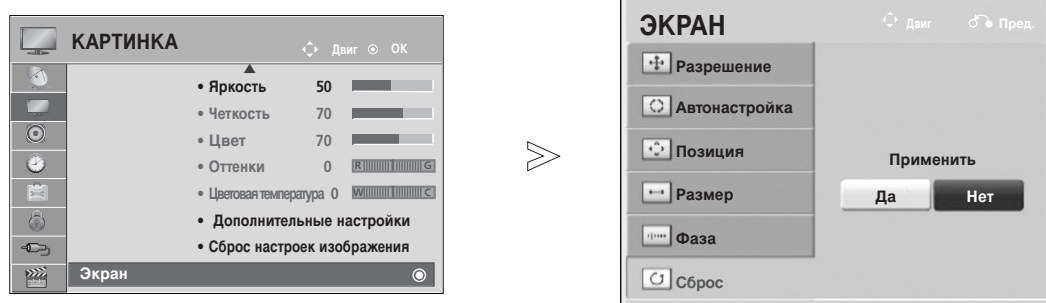 КАРТИНКА
Двиг ОК
• Яркость 50
• Четкость 70
• Цвет 70
• Оттенки 0 R G
• Цветовая температура 0 W C
• Дополнительные настройки
• Сброс настроек изображения
Экран
ЭКРАН
Двиг Пред.
Разрешение
Автонастройка
Позиция
Размер
Фаза
Сброс
Применить
Да Нет